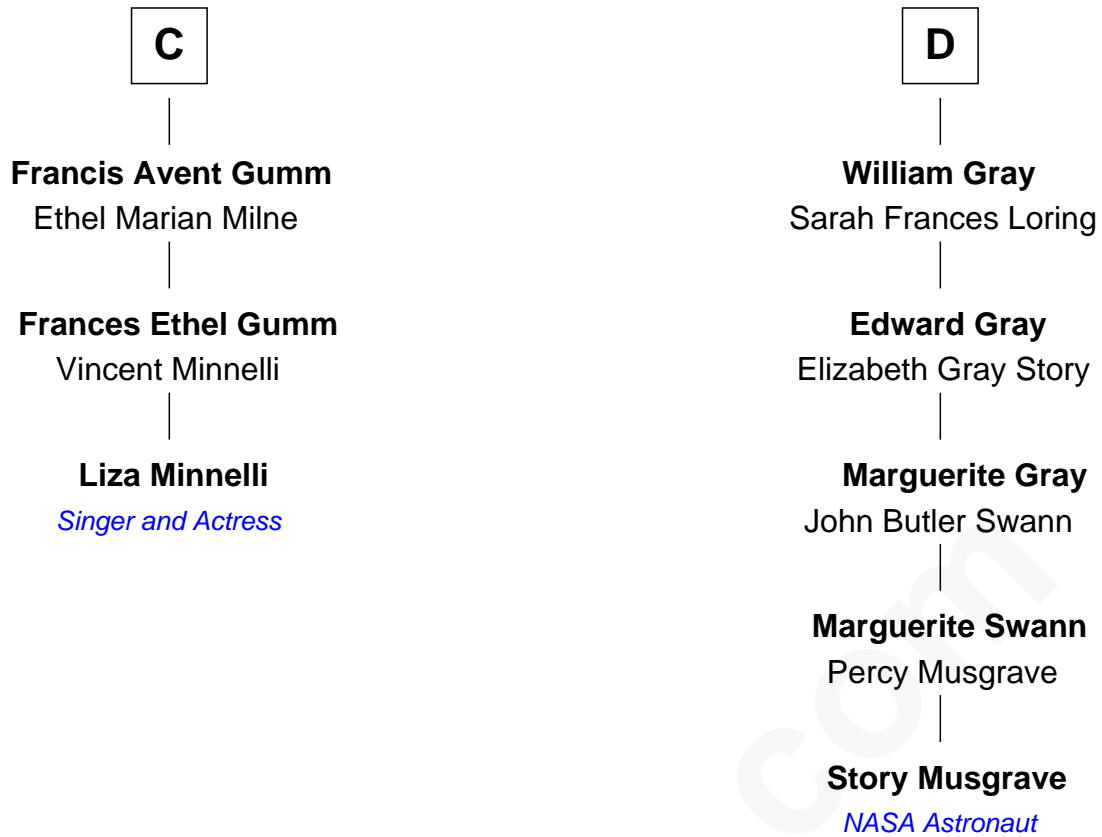 C
Francis Avent Gumm
Ethel Marian Milne
Frances Ethel Gumm
Vincent Minnelli
Liza Minnelli
Singer and Actress
D
William Gray
Sarah Frances Loring
Edward Gray
Elizabeth Gray Story
Marguerite Gray
John Butler Swann
Marguerite Swann
Percy Musgrave
Story Musgrave
NASA Astronaut
com